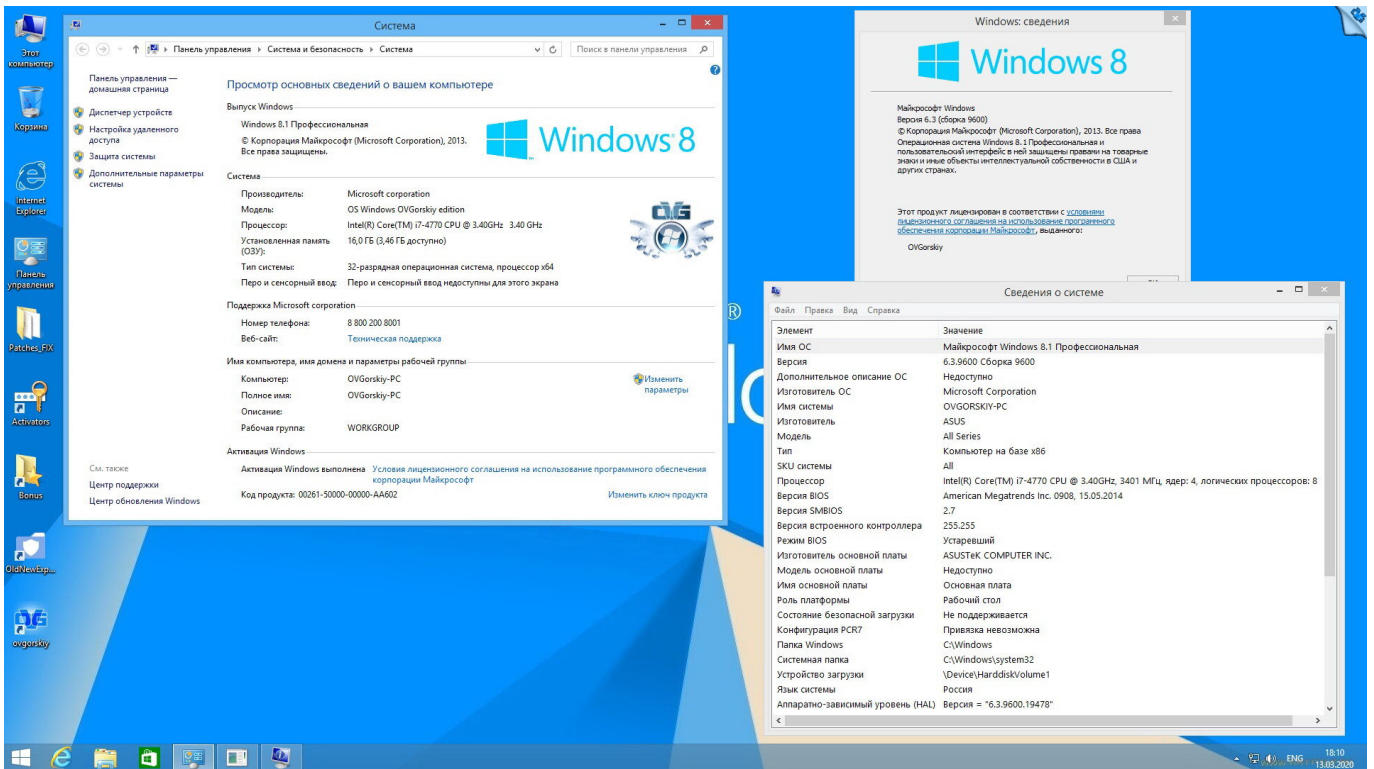 Этот
компьютер
Корзина
Internet
Explorer
Панель
управления
Patches_FIX
Activators
Bonus
OldNewExp...
ovgorskiy
Система
Панель управления › Система и безопасность › Система
Поиск в панели управления
Панель управления —
домашняя страница
Диспетчер устройств
Настройка удаленного
доступа
Защита системы
Дополнительные параметры
системы
См. также
Центр поддержки
Центр обновления Windows
Просмотр основных сведений о вашем компьютере
Выпуск Windows
Windows 8.1 Профессиональная
© Корпорация Майкрософт (Microsoft Corporation), 2013.
Все права защищены.
Windows 8
Система
Производитель: Microsoft corporation
Модель: OS Windows OVGorskiy edition
Процессор: Intel(R) Core(TM) i7-4770 CPU @ 3.40GHz 3.40 GHz
Установленная память
(ОЗУ): 16,0 ГБ (3,46 ГБ доступно)
Тип системы: 32-разрядная операционная система, процессор x64
Перо и сенсорный ввод: Перо и сенсорный ввод недоступны для этого экрана
OVG
Поддержка Microsoft corporation
Номер телефона: 8 800 200 8001
Веб-сайт: Техническая поддержка
Имя компьютера, имя домена и параметры рабочей группы
Компьютер: OVGorskiy-PC
Полное имя: OVGorskiy-PC
Описание:
Рабочая группа: WORKGROUP
Изменить
параметры
Активация Windows
Активация Windows выполнена Условия лицензионного соглашения на использование программного обеспечения
корпорации Майкрософт
Код продукта: 00261-50000-00000-AA602
Изменить ключ продукта
Windows: сведения
Windows 8
Майкрософт Windows
Версия 6.3 (сборка 9600)
© Корпорация Майкрософт (Microsoft Corporation), 2013. Все права
Операционная система Windows 8.1 Профессиональная и
пользовательский интерфейс в ней защищены правами на товарные
знаки и иные объекты интеллектуальной собственности в США и
других странах.
Этот продукт лицензирован в соответствии с условиями
лицензионного соглашения на использование программного
обеспечения корпорации Майкрософт, выданного:
OVGorskiy
Сведения о системе
Файл Правка Вид Справка
Элемент Значение
Имя ОС Майкрософт Windows 8.1 Профессиональная
Версия 6.3.9600 Сборка 9600
Дополнительное описание ОС Недоступно
Изготовитель ОС Microsoft Corporation
Имя системы OVGORSKIY-PC
Изготовитель ASUS
Модель All Series
Тип Компьютер на базе x86
SKU системы All
Процессор Intel(R) Core(TM) i7-4770 CPU @ 3.40GHz, 3401 МГц, ядер: 4, логических процессоров: 8
Версия BIOS American Megatrends Inc. 0908, 15.05.2014
Версия SMBIOS 2.7
Версия встроенного контроллера 255.255
Режим BIOS Устаревший
Изготовитель основной платы ASUSTeK COMPUTER INC.
Модель основной платы Недоступно
Имя основной платы Основная плата
Роль платформы Рабочий стол
Состояние безопасной загрузки Не поддерживается
Конфигурация PCR7 Привязка невозможна
Папка Windows C:\Windows
Системная папка C:\Windows\system32
Устройство загрузки \Device\HarddiskVolume1
Язык системы Россия
Аппаратно-зависимый уровень (HAL) Версия = "6.3.9600.19478"
ENG
18:10
13.03.2020